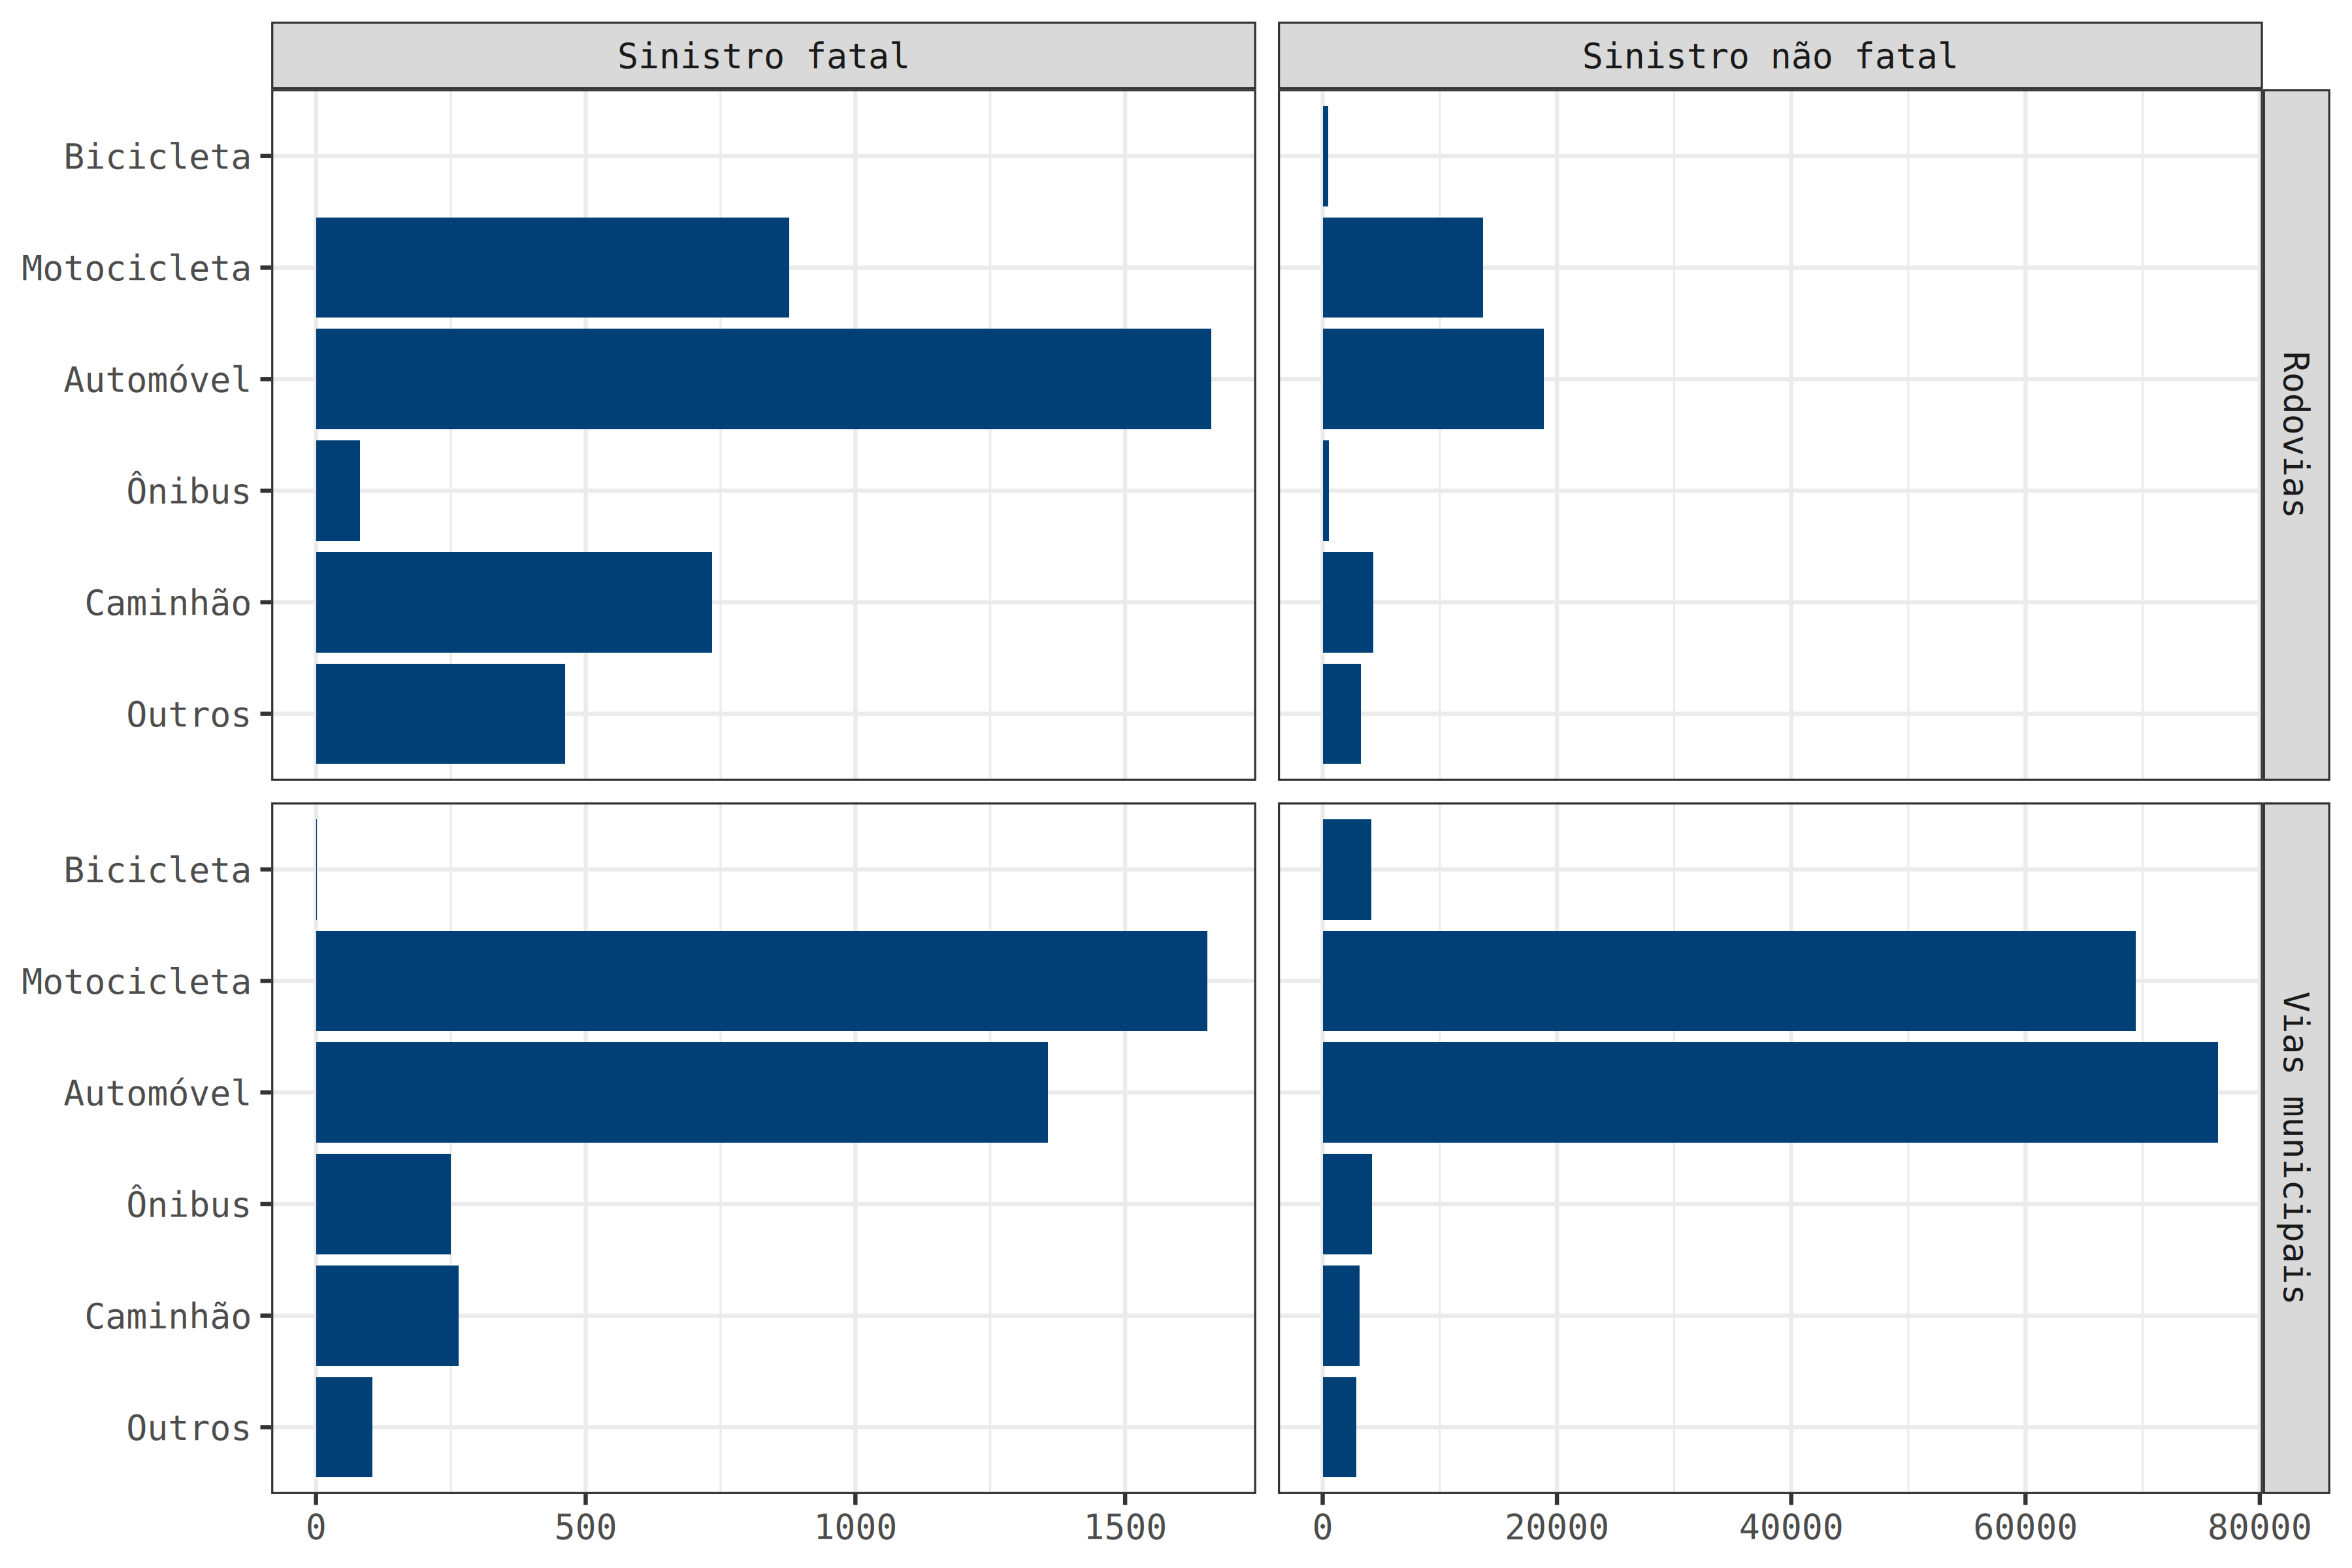 Sinistro fatal
Sinistro não fatal
Bicicleta
Motocicleta
Automóvel
Ônibus
Caminhão
Outros
Rodovias
Bicicleta
Motocicleta
Automóvel
Ônibus
Caminhão
Outros
Vias municipais
0 500 1000 1500
0 20000 40000 60000 80000